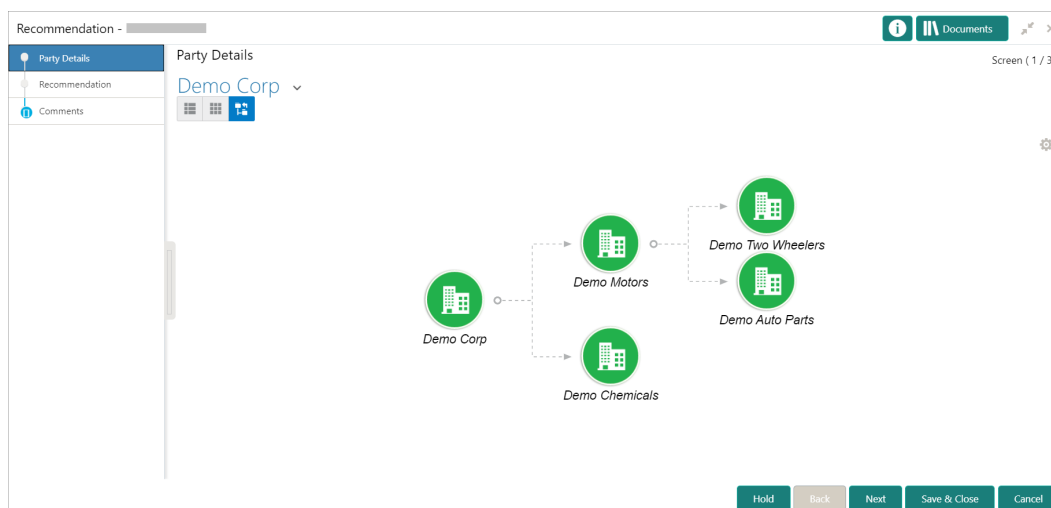 Recommendation -
Documents
Party Details
Recommendation
Comments
Party Details
Screen ( 1 / 3
Demo Corp
Demo Two Wheelers
Demo Motors
Demo Auto Parts
Demo Corp
Demo Chemicals
Hold
Back
Next
Save & Close
Cancel